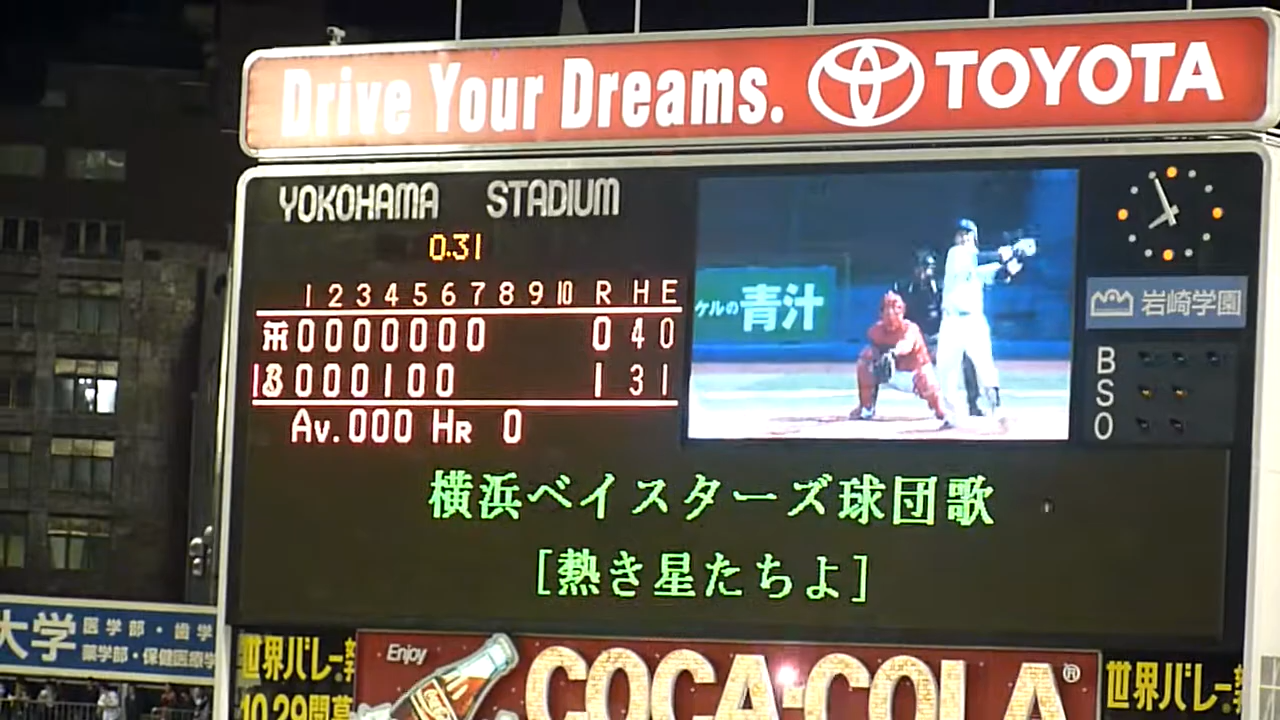 Drive Your Dreams. TOYOTA
YOKOHAMA STADIUM
0.31
1 2 3 4 5 6 7 8 9 10 R H E
0 0 0 0 0 0 0 0 4 0
0 0 0 1 0 0 1 3 1
Av.000 HR 0
ケルの青汁
岩崎学園
B
S
O
横浜ベイスターズ球団歌
[熱き星たちよ]
大学 医学部・歯学
薬学部・保健医療学
世界バレー
10.29開幕
Enjoy
COCA-COLA®
世界バレー